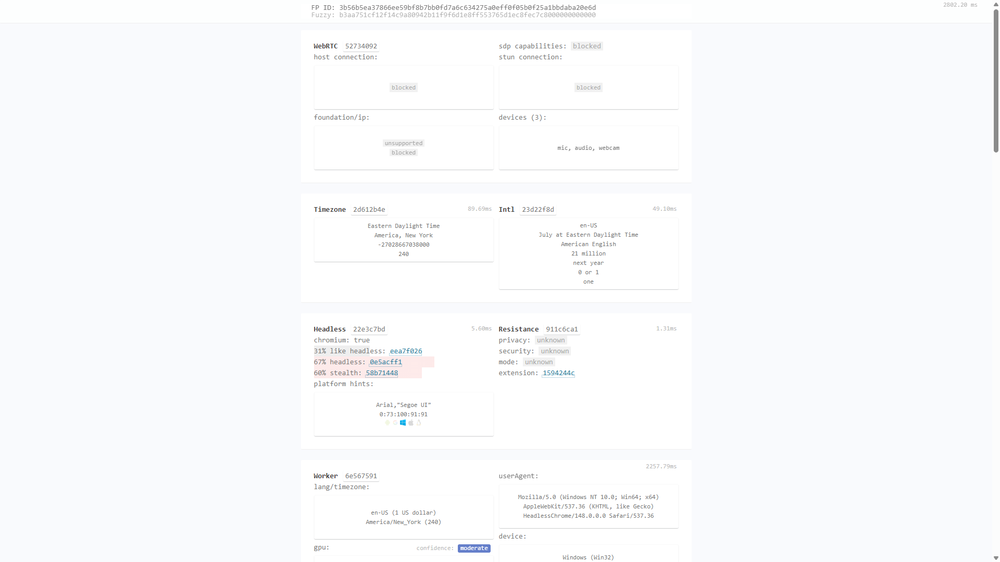 FP ID: 3b56b5ea37866ee59bf8b7bb0fd7a6c634275a0eff0f05b0f25a1bbdaba20e6d
2802.20 ms
Fuzzy: b3aa751cf12f14c9a80942b11f9f6d1e8ff553765d1ec8fec7c8000000000000
WebRTC 52734092
host connection:
blocked
foundation/ip:
unsupported
blocked
sdp capabilities: blocked
stun connection:
blocked
devices (3):
mic, audio, webcam
Timezone 2d612b4e 89.69ms
Eastern Daylight Time
America, New York
-27028667038000
240
Intl 23d22f8d 49.10ms
en-US
July at Eastern Daylight Time
American English
21 million
next year
0 or 1
one
Headless 22e3c7bd 5.60ms
chromium: true
31% like headless: eea7f026
67% headless: 0e5acff1
60% stealth: 58b71448
platform hints:
Arial,"Segoe UI"
0:73:100:91:91
Resistance 911c6ca1 1.31ms
privacy: unknown
security: unknown
mode: unknown
extension: 1594244c
Worker 6e567591
lang/timezone:
en-US (1 US dollar)
America/New_York (240)
gpu: confidence: moderate
2257.79ms
userAgent:
Mozilla/5.0 (Windows NT 10.0; Win64; x64)
AppleWebKit/537.36 (KHTML, like Gecko)
HeadlessChrome/148.0.0.0 Safari/537.36
device:
Windows (Win32)